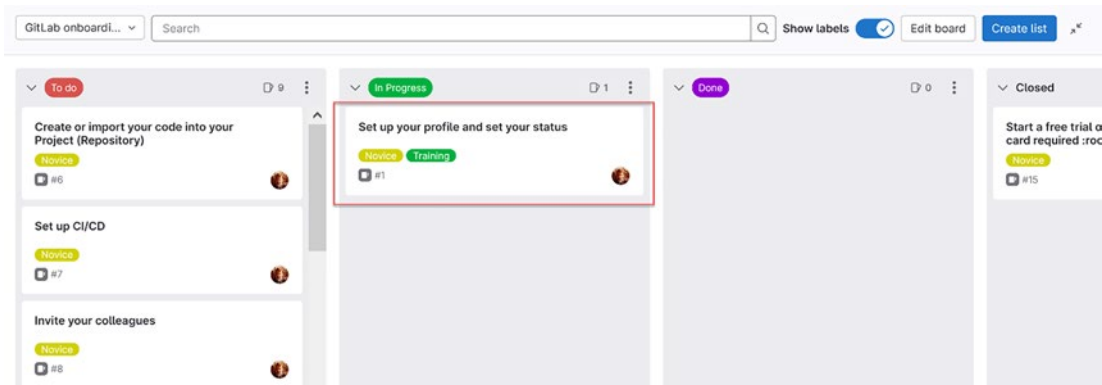 GitLab onboardi...
Search
Show labels
Edit board
Create list
To do
9
Create or import your code into your
Project (Repository)
Novice
#6
Set up CI/CD
Novice
#7
Invite your colleagues
Novice
#8
In Progress
1
Set up your profile and set your status
Novice Training
#1
Done
0
Closed
Start a free trial
card required :roc
Novice
#15